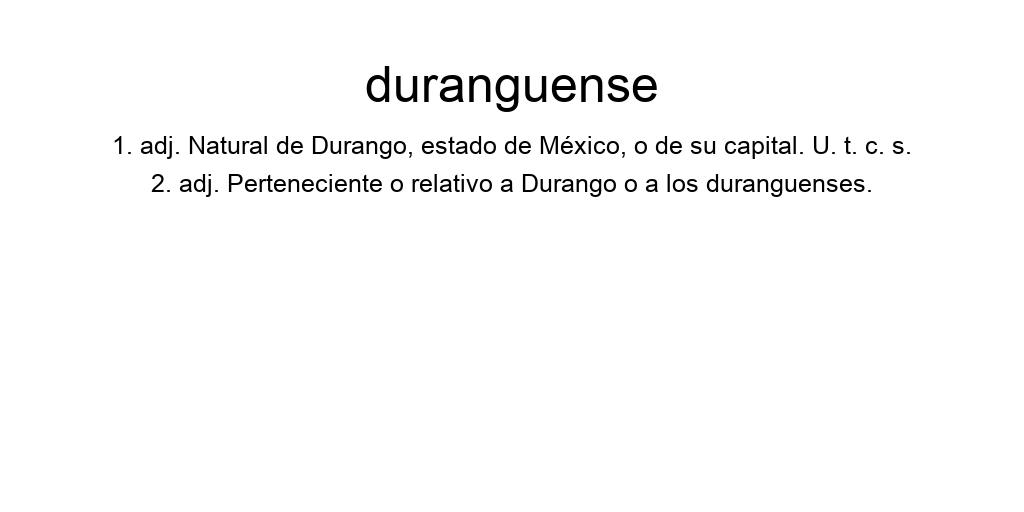 duranguense
1. adj. Natural de Durango, estado de México, o de su capital. U. t. c. s.
2. adj. Perteneciente o relativo a Durango o a los duranguenses.